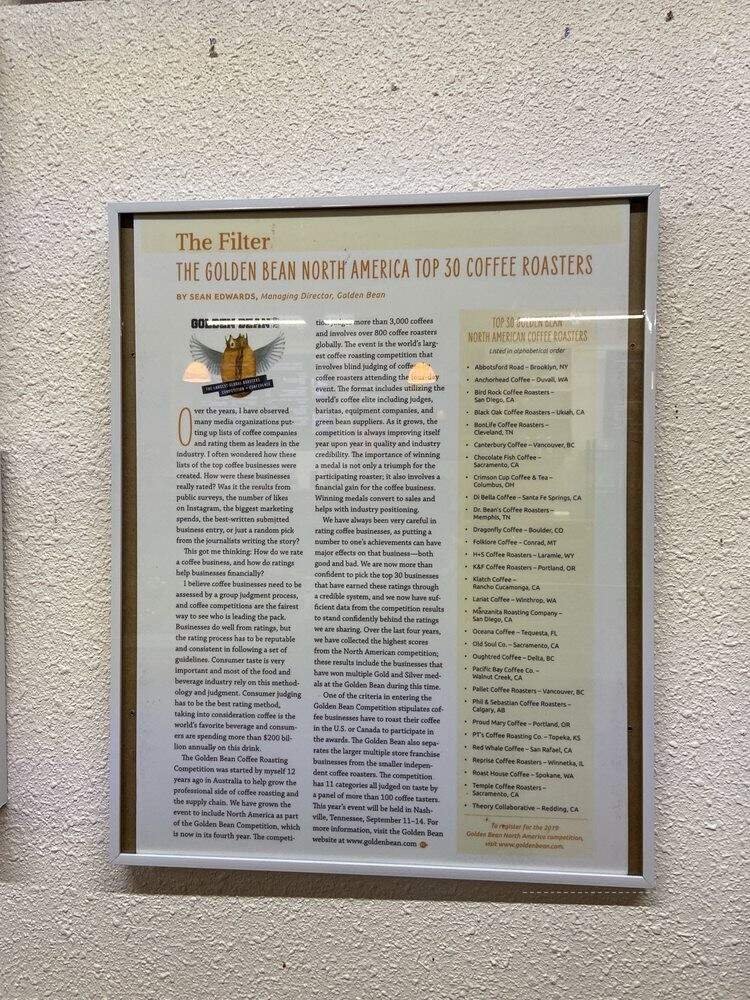 The Filter
THE GOLDEN BEAN NORTH AMERICA TOP 30 COFFEE ROASTERS
BY SEAN EDWARDS, Managing Director, Golden Bean
GOLDEN BEAN
THE LARGEST GLOBAL ROASTERS
COMPETITION + CONFERENCE
Over the years, I have observed
many media organizations put-
ting up lists of coffee companies
and rating them as leaders in the
industry. I often wondered how these
lists of the top coffee businesses were
created. How were these businesses
really rated? Was it the results from
public surveys, the number of likes
on Instagram, the biggest marketing
spends, the best-written submitted
business entry, or just a random pick
from the journalists writing the story?
This got me thinking: How do we rate
a coffee business, and how do ratings
help businesses financially?
I believe coffee businesses need to be
assessed by a group judgment process,
and coffee competitions are the fairest
way to see who is leading the pack.
Businesses do well from ratings, but
the rating process has to be reputable
and consistent in following a set of
guidelines. Consumer taste is very
important and most of the food and
beverage industry rely on this method-
ology and judgment. Consumer judging
has to be the best rating method,
taking into consideration coffee is the
world's favorite beverage and consum-
ers are spending more than $200 bil-
lion annually on this drink.
The Golden Bean Coffee Roasting
Competition was started by myself 12
years ago in Australia to help grow the
professional side of coffee roasting and
the supply chain. We have grown the
event to include North America as part
of the Golden Bean Competition, which
is now in its fourth year. The competi-
tion judges more than 3,000 coffees
and involves over 800 coffee roasters
globally. The event is the world's larg-
est coffee roasting competition that
involves blind judging of coffee
coffee roasters attending the four-day
event. The format includes utilizing the
world's coffee elite including judges,
baristas, equipment companies, and
green bean suppliers. As it grows, the
competition is always improving itself
year upon year in quality and industry
credibility. The importance of winning
a medal is not only a triumph for the
participating roaster; it also involves a
financial gain for the coffee business.
Winning medals convert to sales and
helps with industry positioning.
We have always been very careful in
rating coffee businesses, as putting a
number to one's achievements can have
major effects on that business—both
good and bad. We are now more than
confident to pick the top 30 businesses
that have earned these ratings through
a credible system, and we now have suf-
ficient data from the competition results
to stand confidently behind the ratings
we are sharing. Over the last four years,
we have collected the highest scores
from the North American competition;
these results include the businesses that
have won multiple Gold and Silver med-
als at the Golden Bean during this time.
One of the criteria in entering the
Golden Bean Competition stipulates cof-
fee businesses have to roast their coffee
in the U.S. or Canada to participate in
the awards. The Golden Bean also sepa-
rates the larger multiple store franchise
businesses from the smaller indepen-
dent coffee roasters. The competition
has 11 categories all judged on taste by
a panel of more than 100 coffee tasters.
This year's event will be held in Nash-
ville, Tennessee, September 11–14. For
more information, visit the Golden Bean
website at www.goldenbean.com
TOP 30 GOLDEN BEAN
NORTH AMERICAN COFFEE ROASTERS
Listed in alphabetical order
• Abbotsford Road – Brooklyn, NY
• Anchorhead Coffee – Duvall, WA
• Bird Rock Coffee Roasters –
San Diego, CA
• Black Oak Coffee Roasters – Ukiah, CA
• BonLife Coffee Roasters –
Cleveland, TN
• Canterbury Coffee – Vancouver, BC
• Chocolate Fish Coffee –
Sacramento, CA
• Crimson Cup Coffee & Tea –
Columbus, OH
• Di Bella Coffee – Santa Fe Springs, CA
• Dr. Bean's Coffee Roasters –
Memphis, TN
• Dragonfly Coffee – Boulder, CO
• Folklore Coffee – Conrad, MT
• H+S Coffee Roasters – Laramie, WY
• K&F Coffee Roasters – Portland, OR
• Klatch Coffee –
Rancho Cucamonga, CA
• Lariat Coffee – Winthrop, WA
• Manzanita Roasting Company –
San Diego, CA
• Oceana Coffee – Tequesta, FL
• Old Soul Co. – Sacramento, CA
• Oughtred Coffee – Delta, BC
• Pacific Bay Coffee Co. –
Walnut Creek, CA
• Pallet Coffee Roasters – Vancouver, BC
• Phil & Sebastian Coffee Roasters –
Calgary, AB
• Proud Mary Coffee – Portland, OR
• PT's Coffee Roasting Co. – Topeka, KS
• Red Whale Coffee – San Rafael, CA
• Reprise Coffee Roasters – Winnetka, IL
• Roast House Coffee – Spokane, WA
• Temple Coffee Roasters –
Sacramento, CA
• Theory Collaborative – Redding, CA
To register for the 2019
Golden Bean North America competition,
visit www.goldenbean.com.